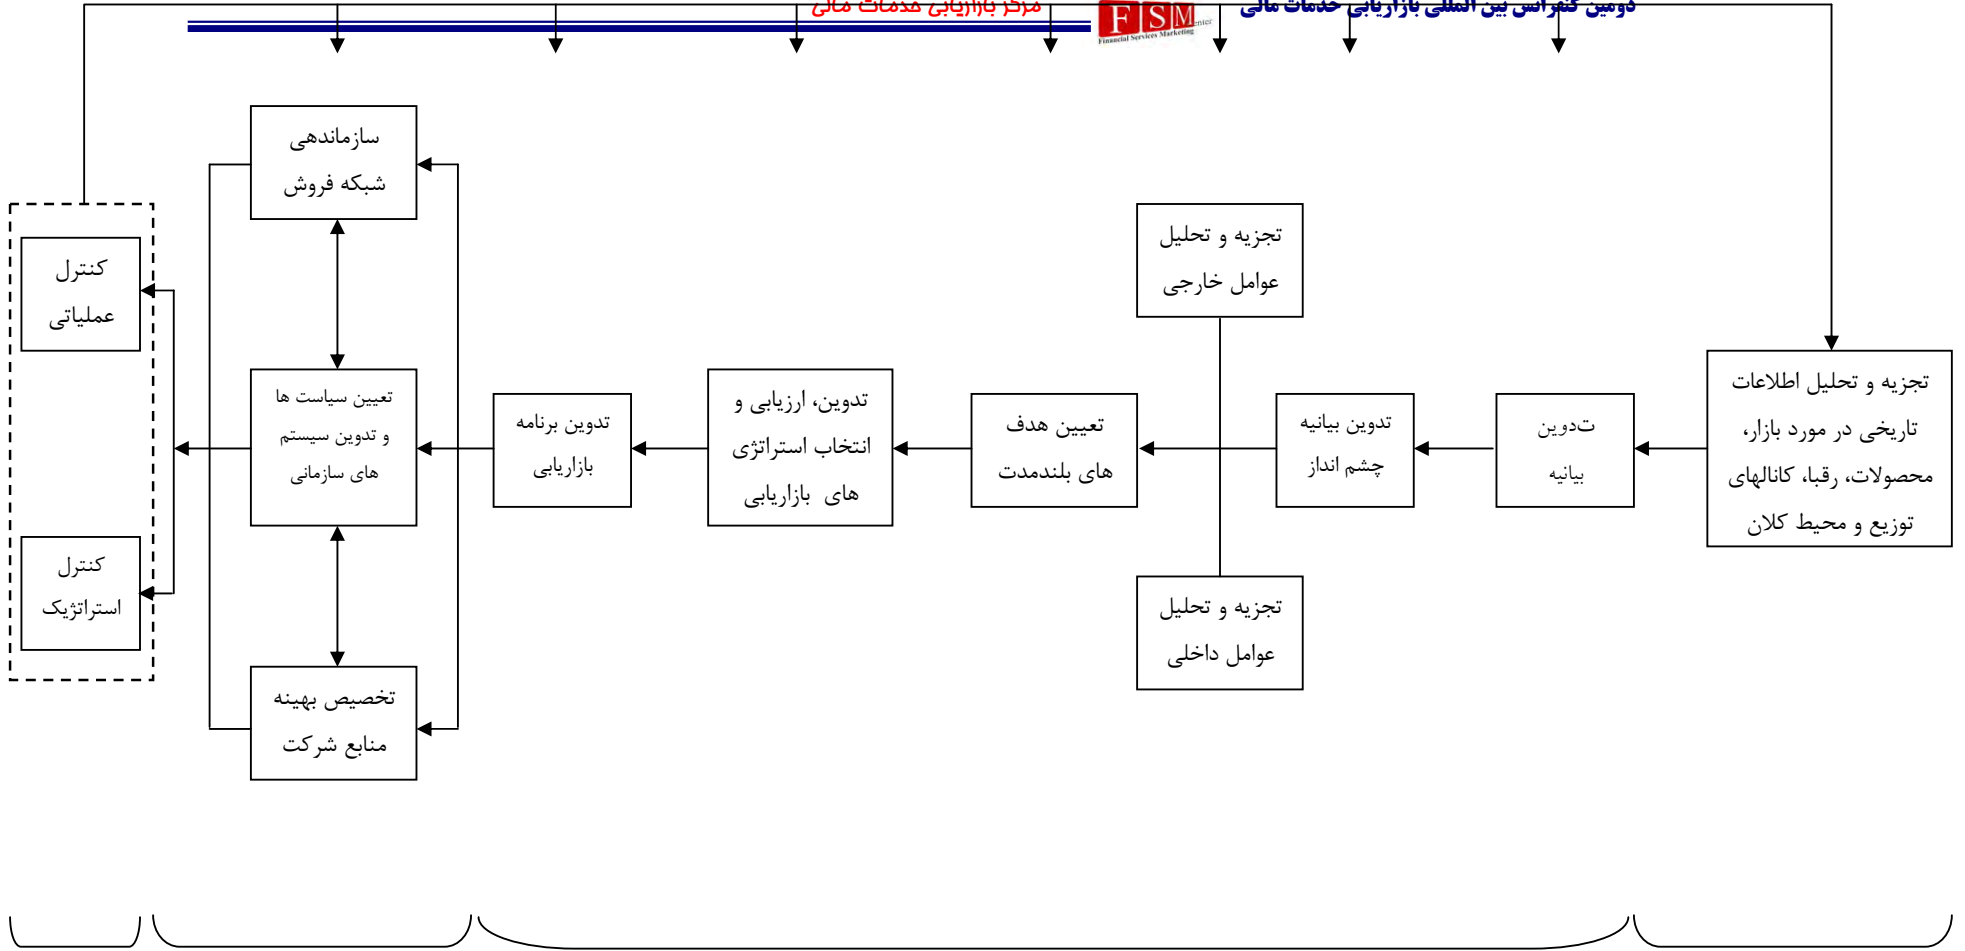 دومین کنفرانس بین المللی بازاریابی خدمات مالی
FSM
enter
Financial Services Marketing
مرکز بازاریابی خدمات مالی
تجزیه و تحلیل اطلاعات
تاریخی در مورد بازار،
محصولات، رقبا، کانالهای
توزیع و محیط کلان
تدوین
بیانیه
تدوین بیانیه
چشم انداز
تجزیه و تحلیل
عوامل خارجی
تجزیه و تحلیل
عوامل داخلی
تعیین هدف
های بلندمدت
تدوین، ارزیابی و
انتخاب استراتژی
های بازاریابی
تدوین برنامه
بازاریابی
سازماندهی
شبکه فروش
تعیین سیاست ها
و تدوین سیستم
های سازمانی
تخصیص بهینه
منابع شرکت
کنترل
عملیاتی
کنترل
استراتژیک